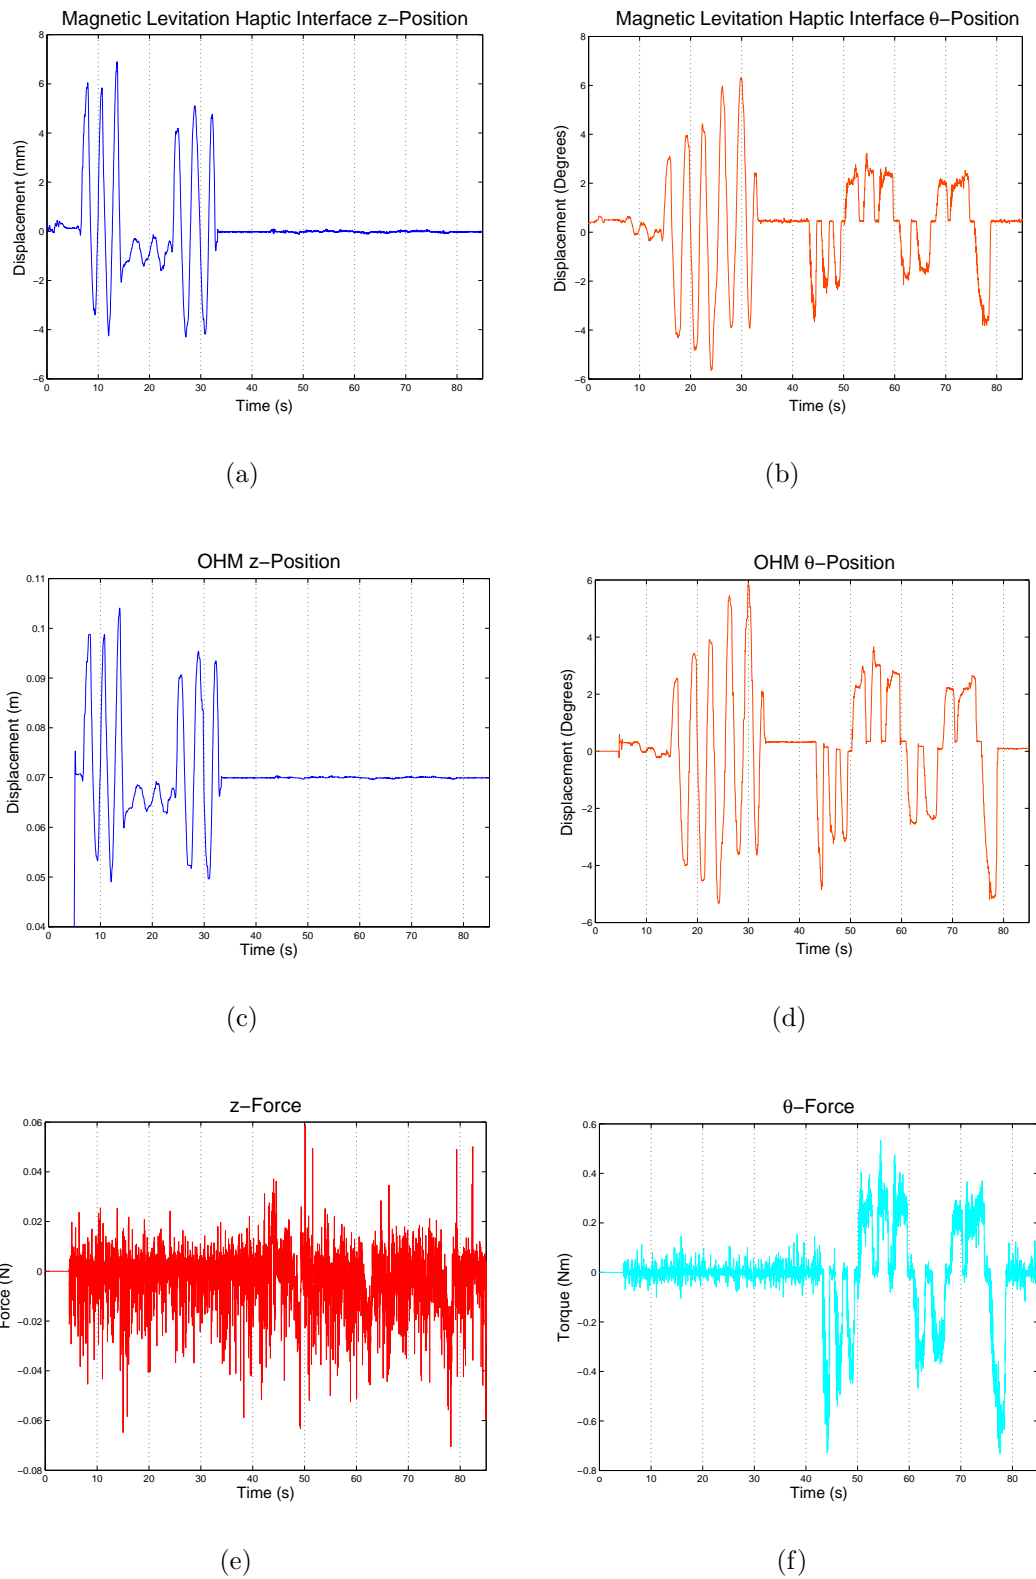 Magnetic Levitation Haptic Interface z−Position
8
6
4
2
0
−2
−4
−6
Displacement (mm)
0 10 20 30 40 50 60 70 80
Time (s)
(a)
Magnetic Levitation Haptic Interface θ−Position
8
6
4
2
0
−2
−4
−6
Displacement (Degrees)
0 10 20 30 40 50 60 70 80
Time (s)
(b)
OHM z−Position
0.11
0.1
0.09
0.08
0.07
0.06
0.05
0.04
Displacement (m)
0 10 20 30 40 50 60 70 80
Time (s)
(c)
OHM θ−Position
6
4
2
0
−2
−4
−6
Displacement (Degrees)
0 10 20 30 40 50 60 70 80
Time (s)
(d)
z−Force
0.06
0.04
0.02
0
−0.02
−0.04
−0.06
−0.08
Force (N)
0 10 20 30 40 50 60 70 80
Time (s)
(e)
θ−Force
0.6
0.4
0.2
0
−0.2
−0.4
−0.6
−0.8
Torque (Nm)
0 10 20 30 40 50 60 70 80
Time (s)
(f)